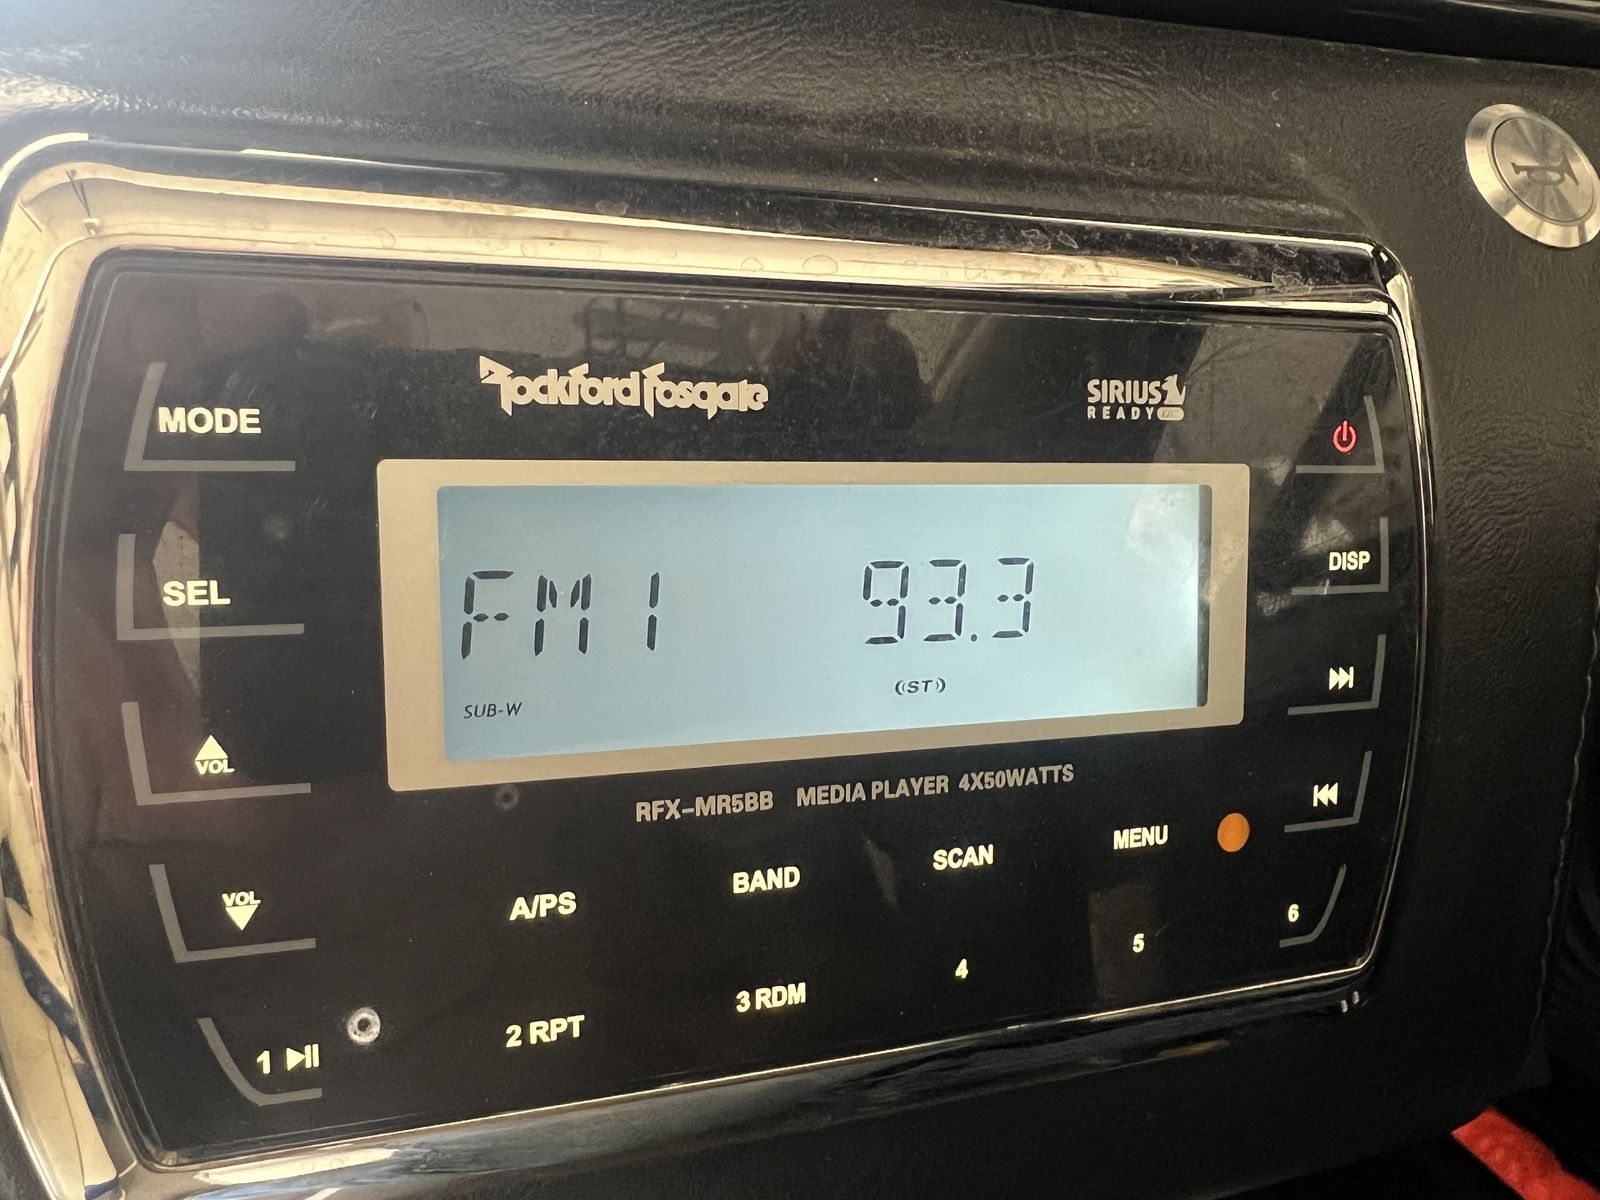 Rockford Fosgate
SIRIUS
READY
MODE
DISP
SEL
FM1 93.3
((ST))
SUB-W
VOL
RFX-MR5BB MEDIA PLAYER 4X50WATTS
VOL
A/PS
BAND
SCAN
MENU
1
2 RPT
3 RDM
4
5
6